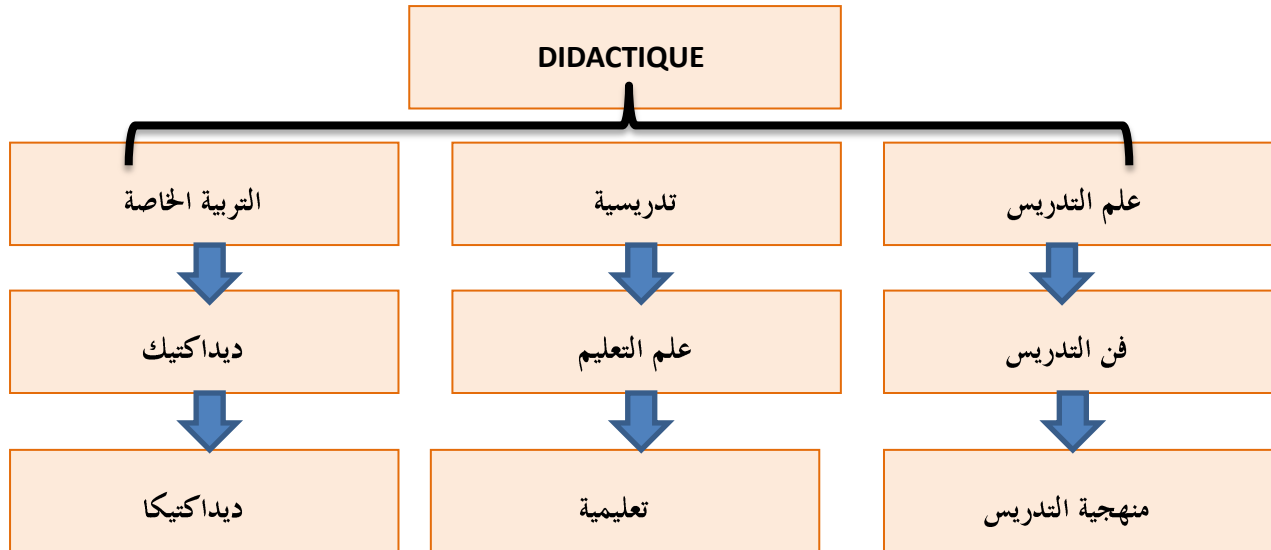 DIDACTIQUE
علم التدريس
تدريسية
التربية الخاصة
فن التدريس
علم التعليم
ديداكتيك
منهجية التدريس
تعليمية
ديداكتيكا